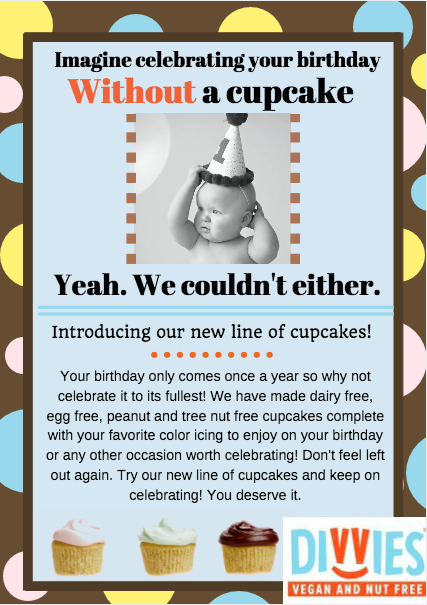 Imagine celebrating your birthday
Without a cupcake
1
Yeah. We couldn't either.
Introducing our new line of cupcakes!
Your birthday only comes once a year so why not
celebrate it to its fullest! We have made dairy free,
egg free, peanut and tree nut free cupcakes complete
with your favorite color icing to enjoy on your birthday
or any other occasion worth celebrating! Don't feel left
out again. Try our new line of cupcakes and keep on
celebrating! You deserve it.
DIVVIES
VEGAN AND NUT FREE